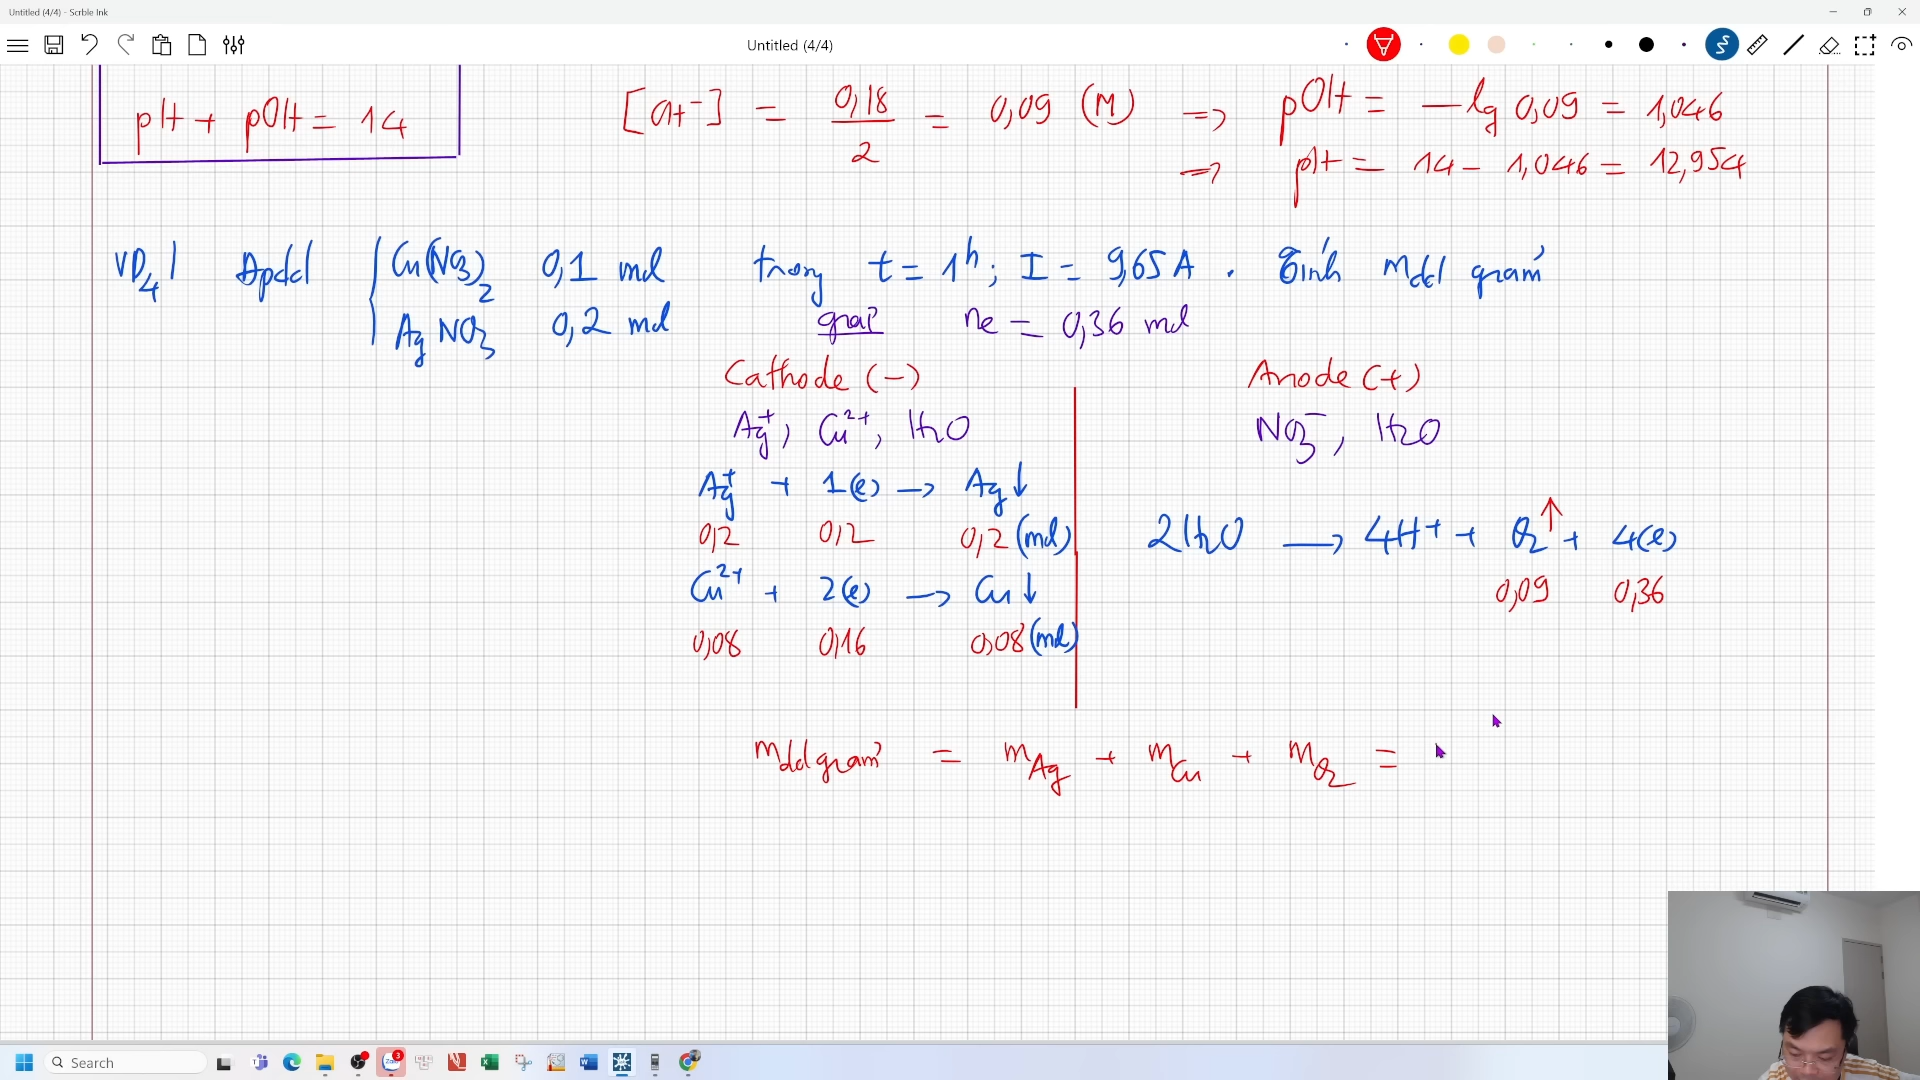 Untitled (4/4) - Scrble Ink
Untitled (4/4)
pH + pOH = 14
[OH⁻] = 0,18/2 = 0,09 (M) => pOH = -lg 0,09 = 1,046
=> pH = 14 - 1,046 = 12,954
VD4| Đpdd { Cu(NO3)2 0,1 mol trong t = 1h; I = 9,65A. Tính mdd giảm
AgNO3 0,2 mol giải ne = 0,36 mol
Cathode (-) Anode (+)
Ag⁺, Cu²⁺, H2O NO3⁻, H2O
Ag⁺ + 1(e) → Ag↓
0,2 0,2 0,2 (mol) 2H2O → 4H⁺ + O2↑ + 4(e)
Cu²⁺ + 2(e) → Cu↓ 0,09 0,36
0,08 0,16 0,08 (mol)
mdd giảm = mAg + mCu + mO2 =
Search
3